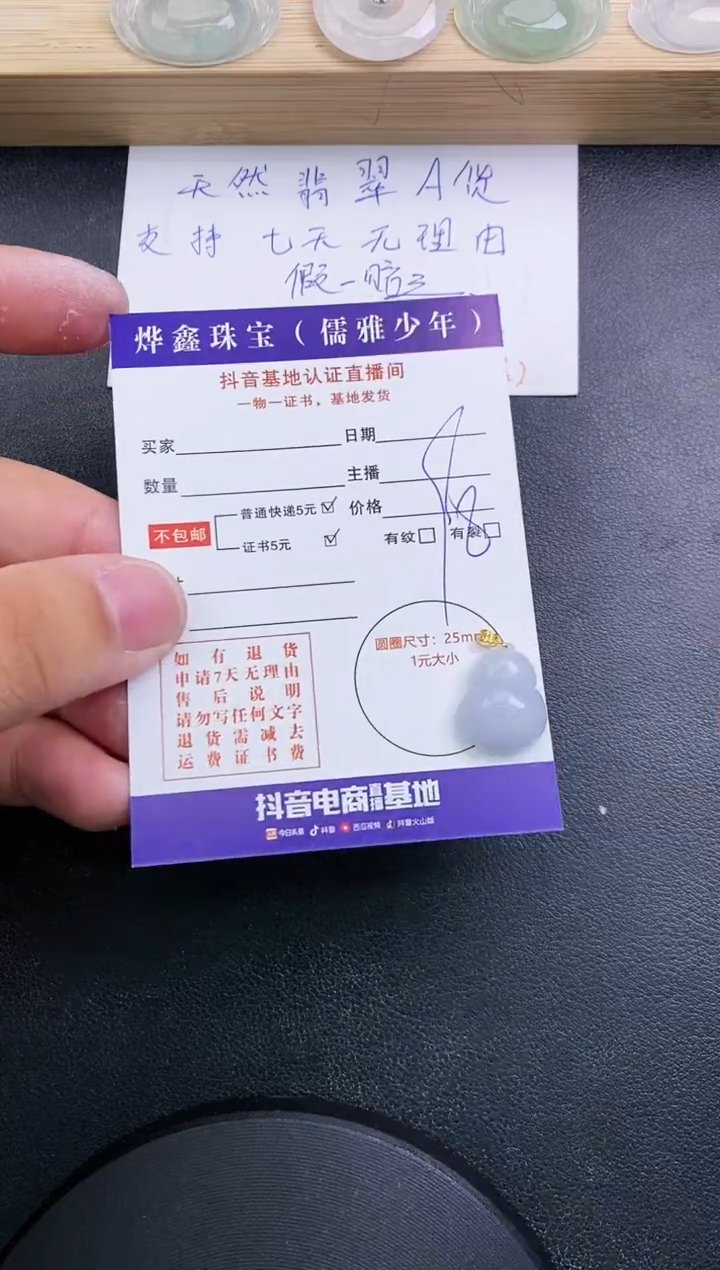 天然翡翠A货
支持七天无理由
假一赔三
烨鑫珠宝(儒雅少年)
抖音基地认证直播间
一物一证书，基地发货
买家 日期
数量 主播
不包邮 普通快递5元 ☑ 价格
证书5元 ☑ 有纹□ 有裂□
圆圈尺寸：25mm
1元大小
如有退货
申请7天无理由
售后说明
请勿写任何文字
退货需减去
运费证书费
抖音电商直播基地
今日头条 抖音 西瓜视频 抖音火山版